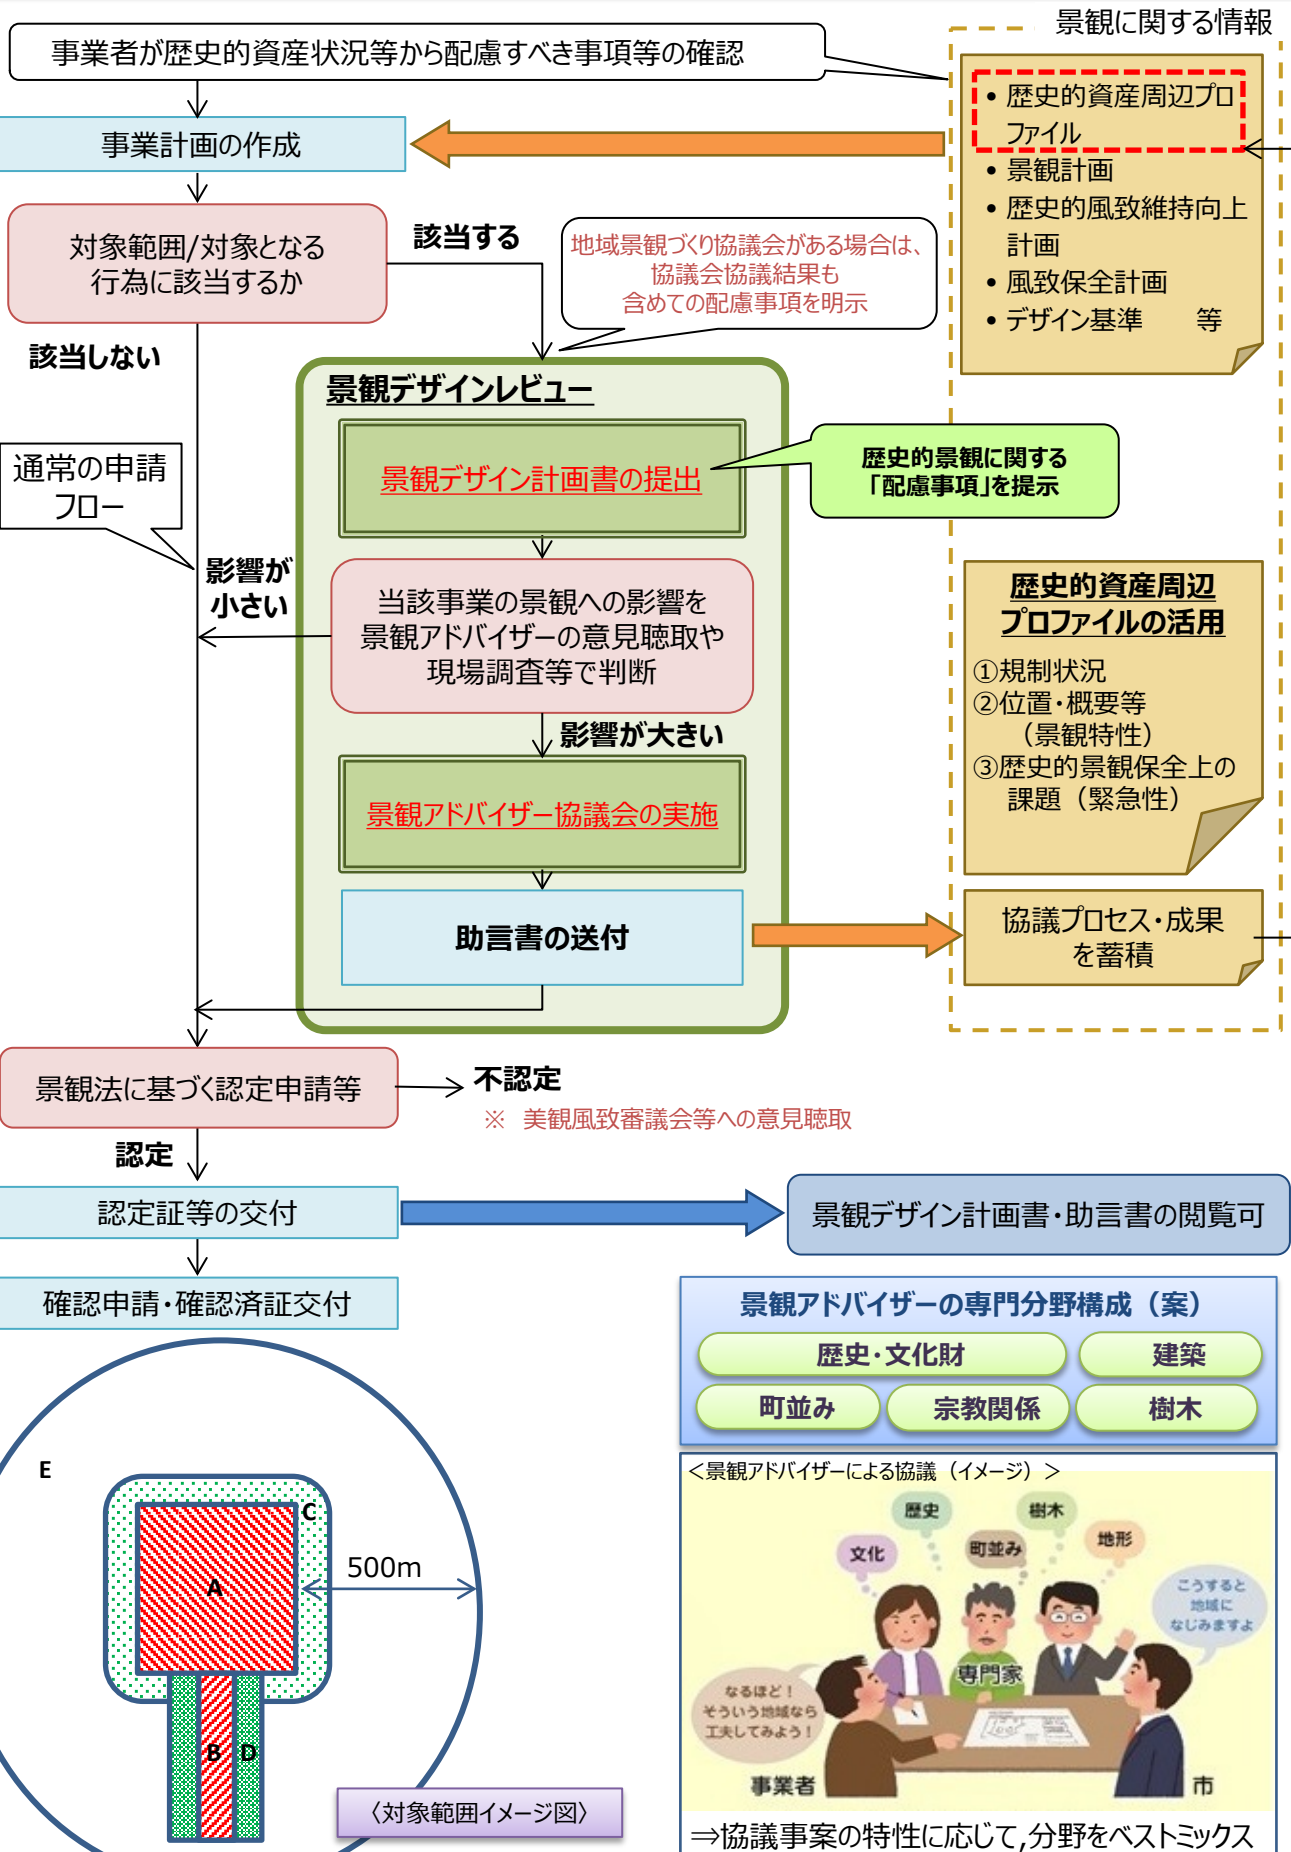 景観に関する情報
事業者が歴史的資産状況等から配慮すべき事項等の確認
• 歴史的資産周辺プロ
ファイル
• 景観計画
• 歴史的風致維持向上
計画
• 風致保全計画
• デザイン基準　　等
事業計画の作成
対象範囲/対象となる
行為に該当するか
該当する
地域景観づくり協議会がある場合は、
協議会協議結果も
含めての配慮事項を明示
該当しない
景観デザインレビュー
通常の申請
フロー
景観デザイン計画書の提出
歴史的景観に関する
「配慮事項」を提示
影響が
小さい
当該事業の景観への影響を
景観アドバイザーの意見聴取や
現場調査等で判断
歴史的資産周辺
プロファイルの活用
①規制状況
②位置・概要等
（景観特性）
③歴史的景観保全上の
課題（緊急性）
影響が大きい
景観アドバイザー協議会の実施
助言書の送付
協議プロセス・成果
を蓄積
景観法に基づく認定申請等
不認定
※　美観風致審議会等への意見聴取
認定
認定証等の交付
景観デザイン計画書・助言書の閲覧可
確認申請・確認済証交付
景観アドバイザーの専門分野構成（案）
歴史・文化財
建築
町並み
宗教関係
樹木
E
C
A
500m
B
D
〈対象範囲イメージ図〉
＜景観アドバイザーによる協議（イメージ）＞
歴史
樹木
文化
町並み
地形
こうすると
地域に
なじみますよ
専門家
なるほど！
そういう地域なら
工夫してみよう！
事業者
市
⇒協議事案の特性に応じて,分野をベストミックス